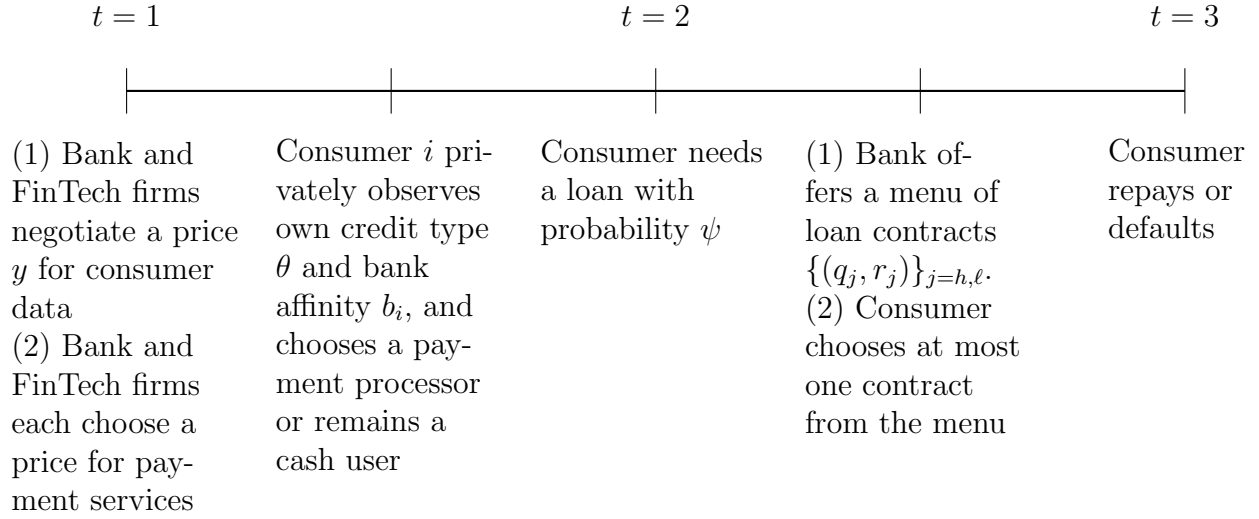 t = 1
t = 2
t = 3
(1) Bank and
FinTech firms
negotiate a price
y for consumer
data
(2) Bank and
FinTech firms
each choose a
price for pay-
ment services
Consumer i pri-
vately observes
own credit type
θ and bank
affinity b_i, and
chooses a pay-
ment processor
or remains a
cash user
Consumer needs
a loan with
probability ψ
(1) Bank of-
fers a menu of
loan contracts
{(q_j, r_j)}_{j=h,ℓ}.
(2) Consumer
chooses at most
one contract
from the menu
Consumer
repays or
defaults